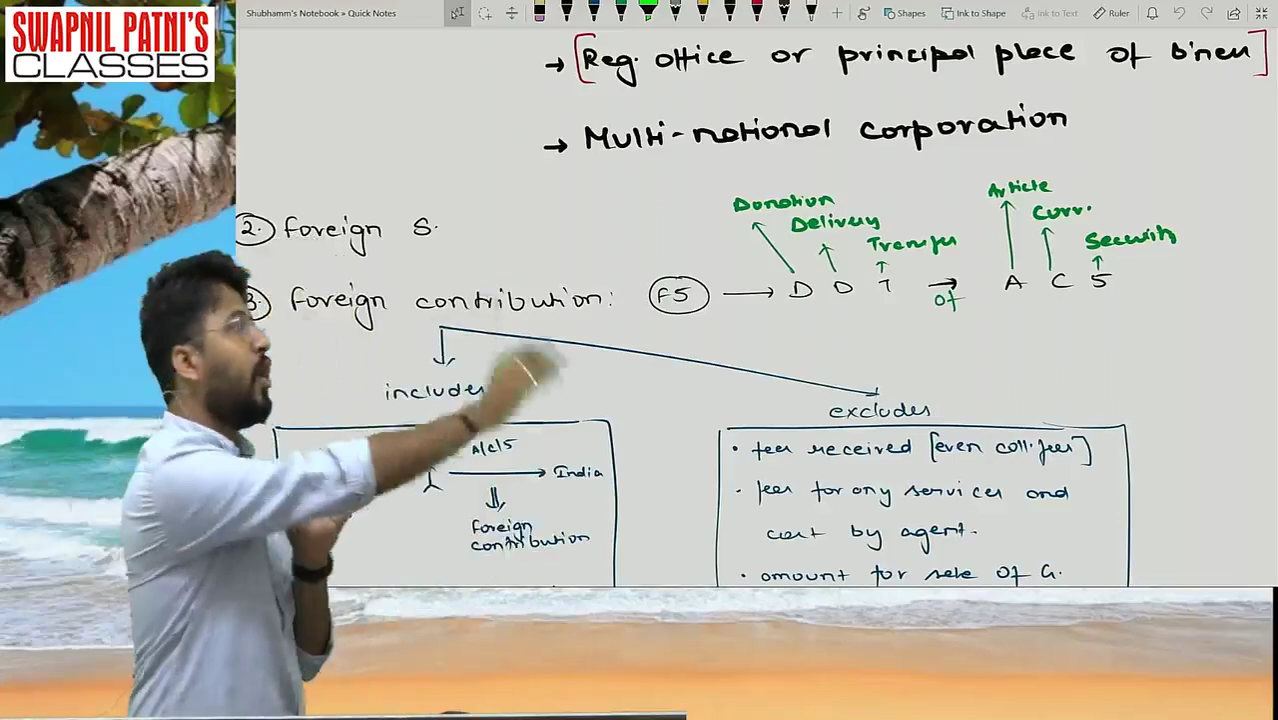 SWAPNIL PATNI'S
CLASSES
Shubhamm's Notebook » Quick Notes
Shapes
Ink to Shape
Ink to Text
Ruler
→ [Reg. office or principal place of b'ness]
→ Multi-national corporation
2. Foreign S.
Donation
Delivery
Transfer
Article
Curr.
Security
3. Foreign contribution: F5 → D D T → of A C S
includes
excludes
A/C/S
→ India
Foreign
contribution
• fees received [even coll. fees]
• fees for any services and
cost by agent.
• amount for sale of G.